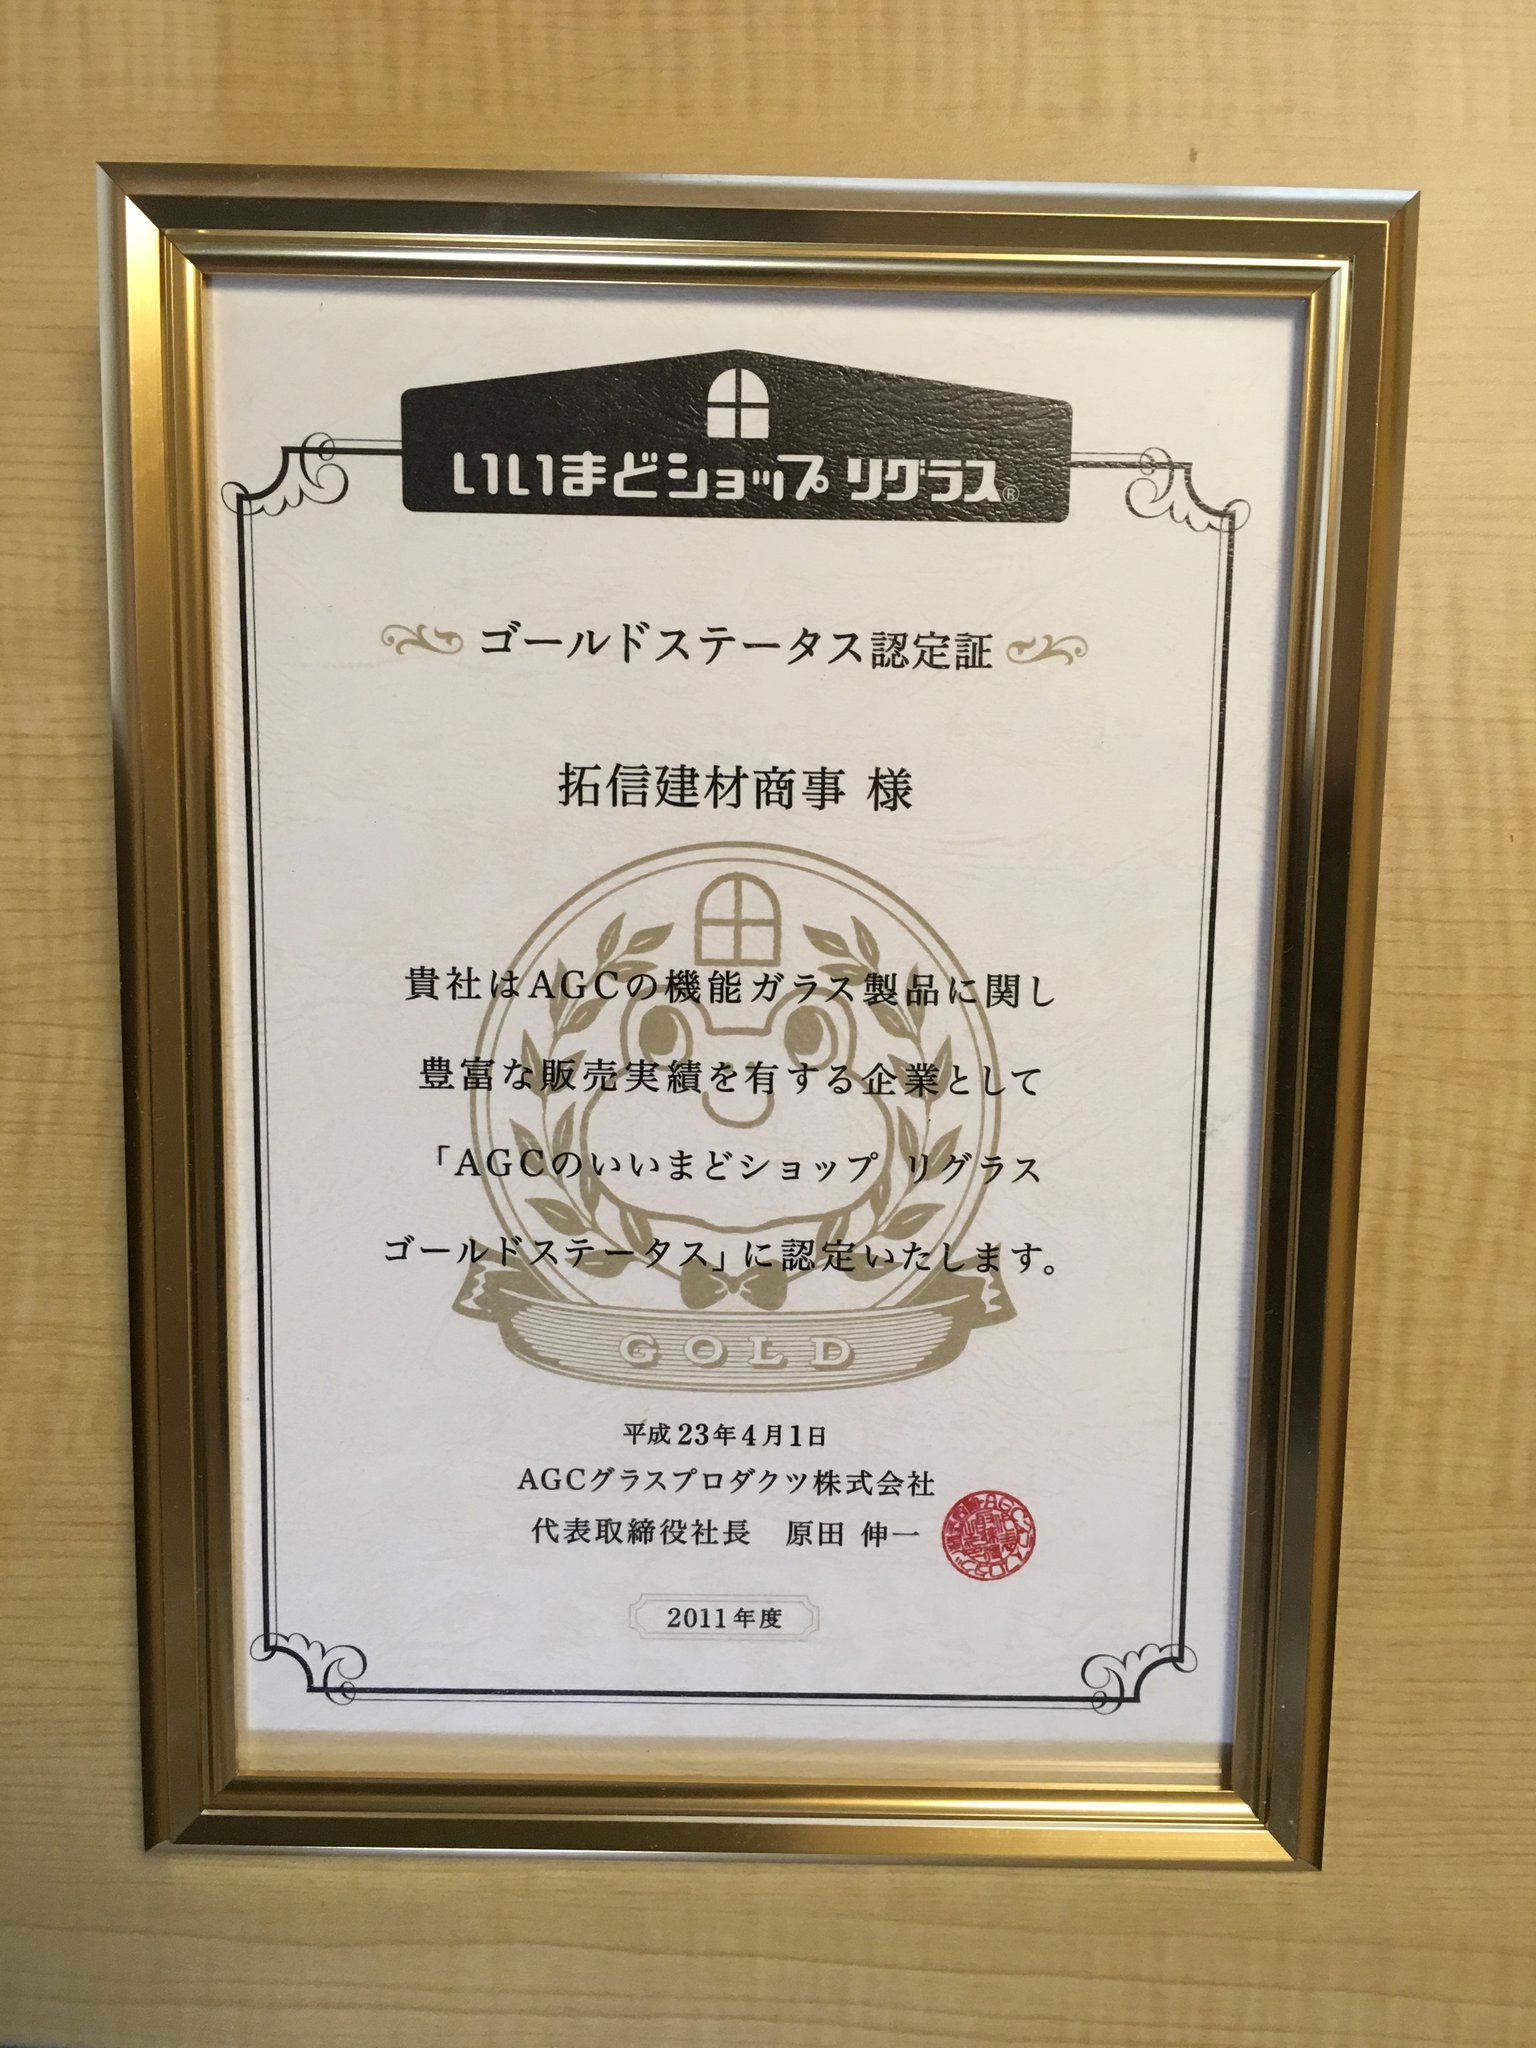 いいまどショップ リグラス®
ゴールドステータス認定証
拓信建材商事 様
貴社はAGCの機能ガラス製品に関し
豊富な販売実績を有する企業として
「AGCのいいまどショップ リグラス
ゴールドステータス」に認定いたします。
GOLD
平成23年4月1日
AGCグラスプロダクツ株式会社
代表取締役社長 原田 伸一
2011年度